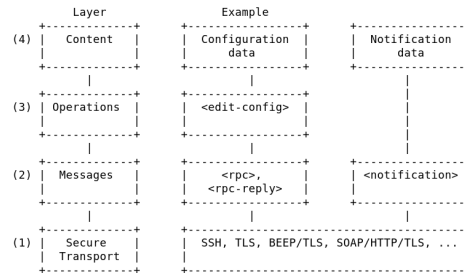 Layer Example
(4) Content Configuration Notification
data data
(3) Operations <edit-config>
(2) Messages <rpc>, <notification>
<rpc-reply>
(1) Secure SSH, TLS, BEEP/TLS, SOAP/HTTP/TLS, ...
Transport